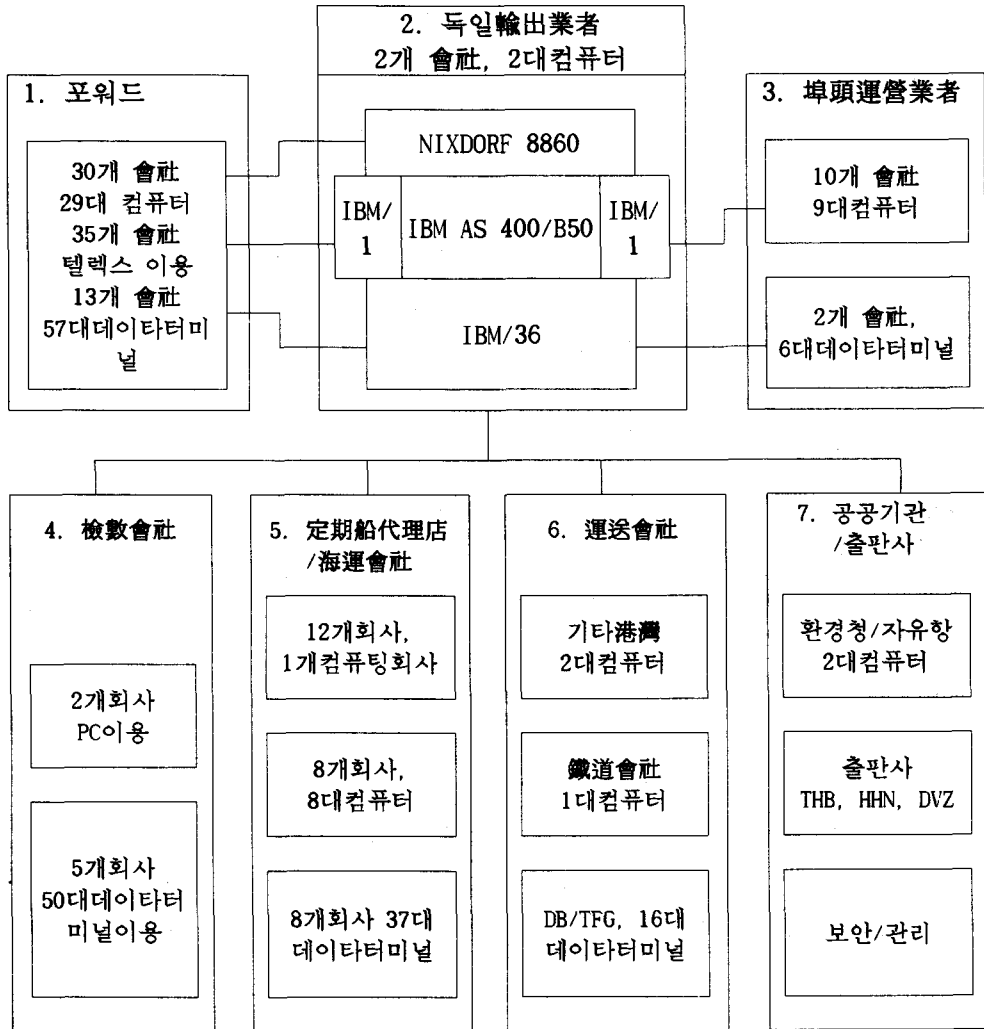 2. 독일輸出業者
2개 會社, 2대컴퓨터
1. 포워드
30개 會社
29대 컴퓨터
35개 會社
텔렉스 이용
13개 會社
57대데이타터미
널
NIXDORF 8860
IBM/
1
IBM AS 400/B50
IBM/
1
IBM/36
3. 埠頭運營業者
10개 會社
9대컴퓨터
2개 會社,
6대데이타터미널
4. 檢數會社
2개회사
PC이용
5개회사
50대데이타터
미널이용
5. 定期船代理店
/海運會社
12개회사,
1개컴퓨팅회사
8개회사,
8대컴퓨터
8개회사 37대
데이타터미널
6. 運送會社
기타港灣
2대컴퓨터
鐵道會社
1대컴퓨터
DB/TFG, 16대
데이타터미널
7. 공공기관
/출판사
환경청/자유항
2대컴퓨터
출판사
THB, HHN, DVZ
보안/관리